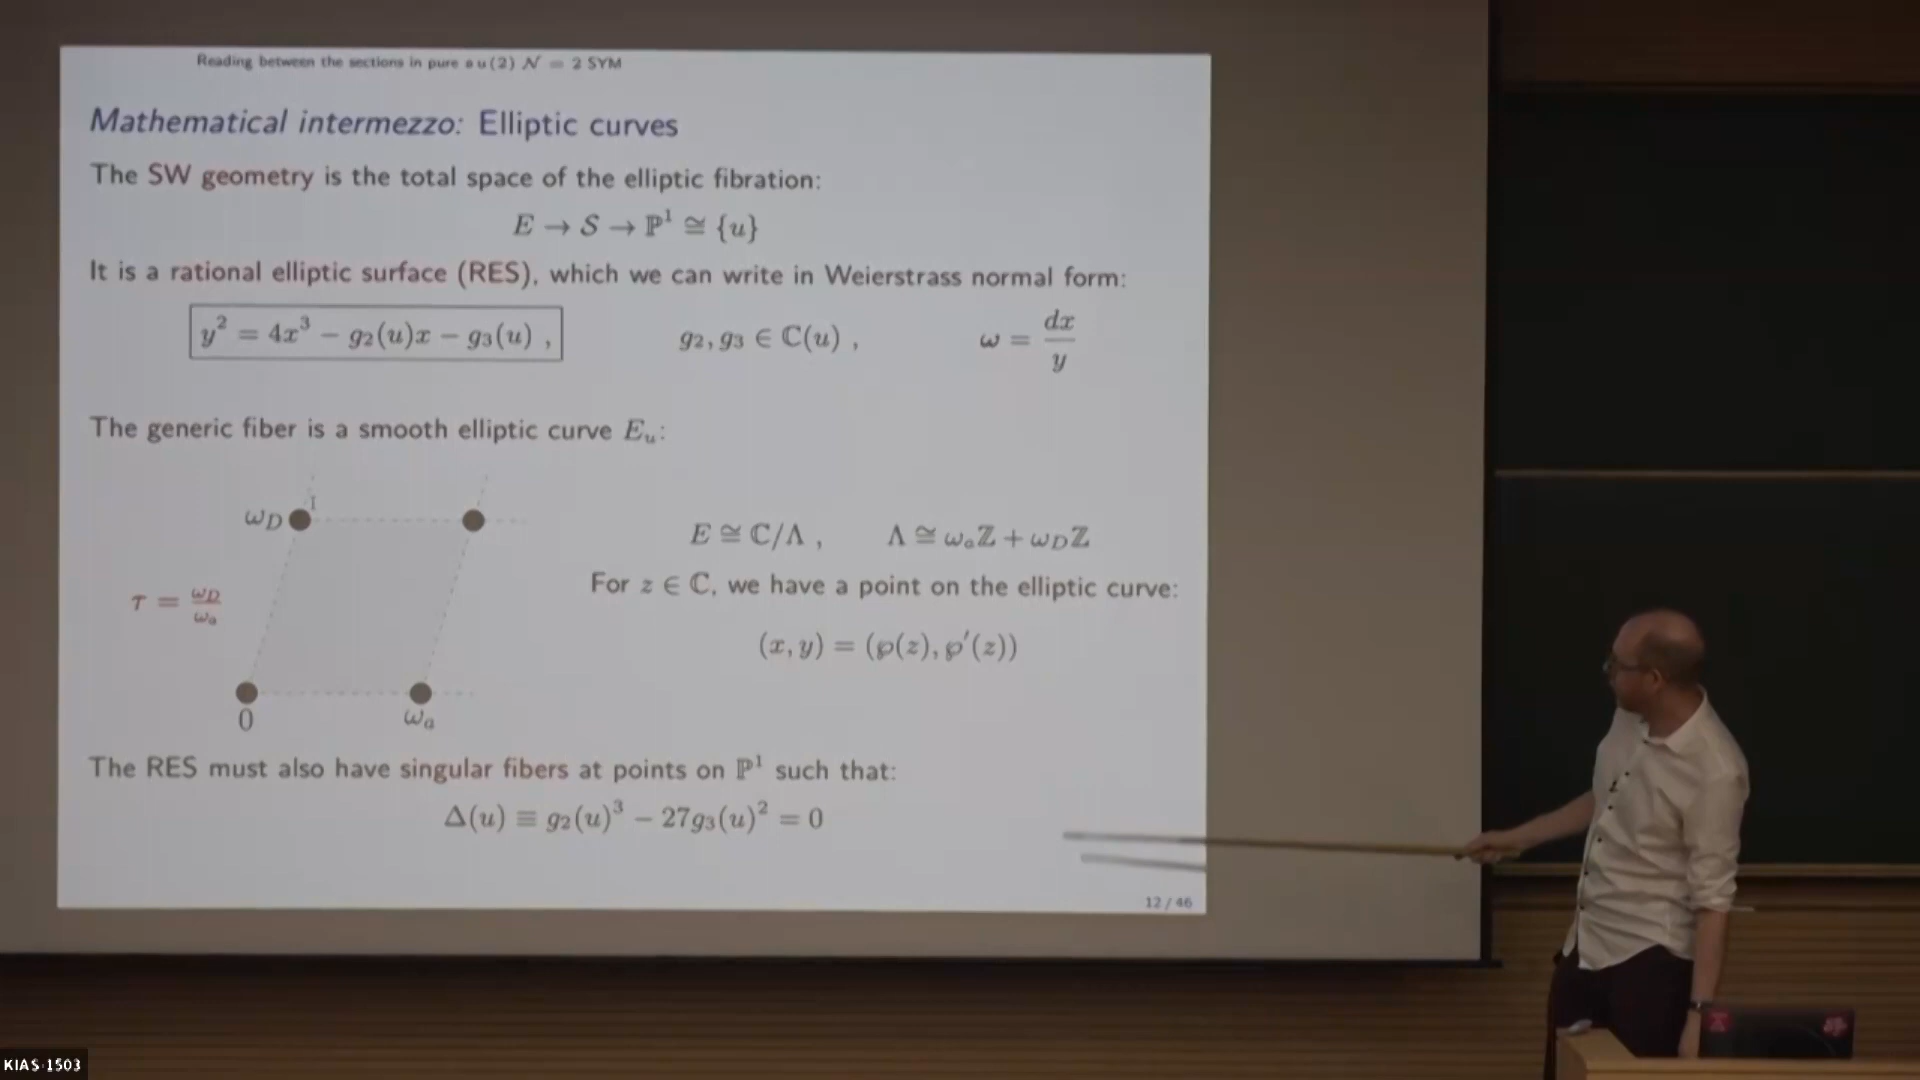 Reading between the sections in pure su(2) 𝒩 = 2 SYM
Mathematical intermezzo: Elliptic curves
The SW geometry is the total space of the elliptic fibration:
E → S → ℙ¹ ≅ {u}
It is a rational elliptic surface (RES), which we can write in Weierstrass normal form:
y² = 4x³ − g₂(u)x − g₃(u) , g₂, g₃ ∈ ℂ(u) , ω = dx/y
The generic fiber is a smooth elliptic curve Eᵤ:
ω_D
E ≅ ℂ/Λ , Λ ≅ ωₐℤ + ω_Dℤ
For z ∈ ℂ, we have a point on the elliptic curve:
τ = ω_D/ωₐ
(x, y) = (℘(z), ℘′(z))
0 ωₐ
The RES must also have singular fibers at points on ℙ¹ such that:
Δ(u) ≡ g₂(u)³ − 27g₃(u)² = 0
12 / 46
KIAS 1503